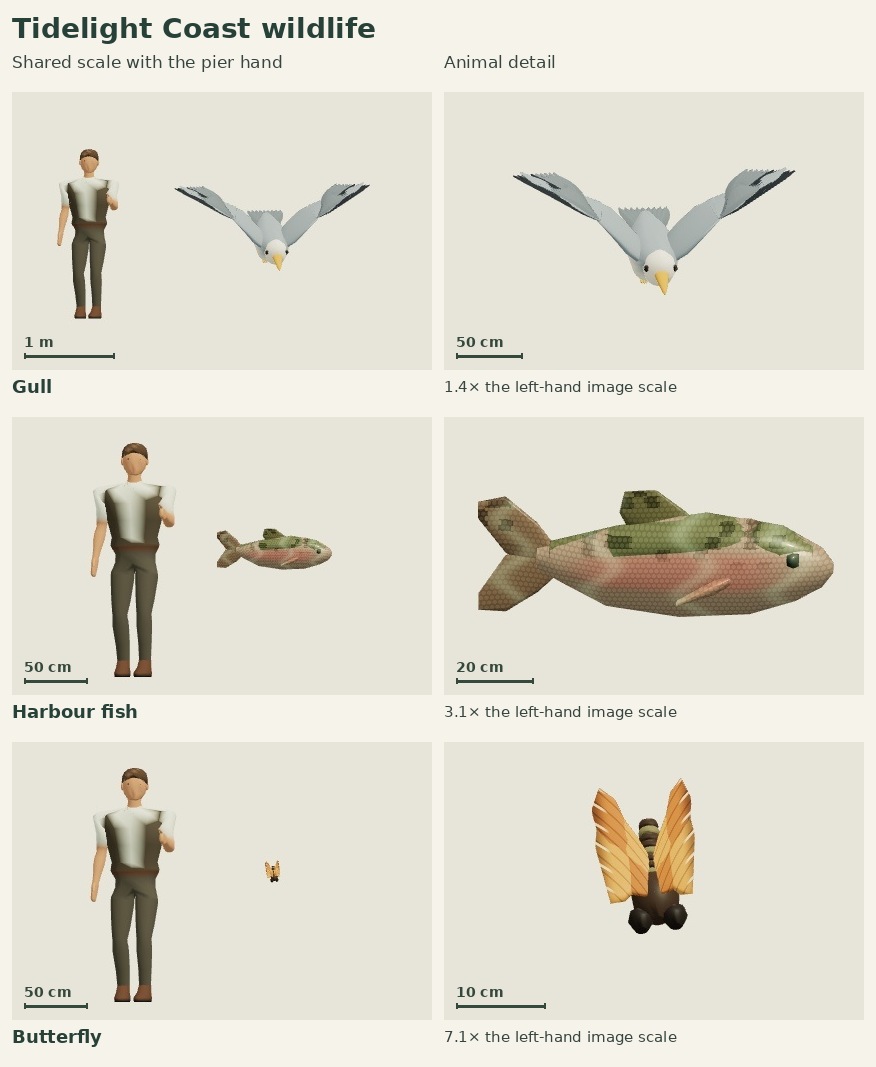 Tidelight Coast wildlife
Shared scale with the pier hand
Animal detail
1 m
50 cm
Gull
1.4× the left-hand image scale
50 cm
20 cm
Harbour fish
3.1× the left-hand image scale
50 cm
10 cm
Butterfly
7.1× the left-hand image scale